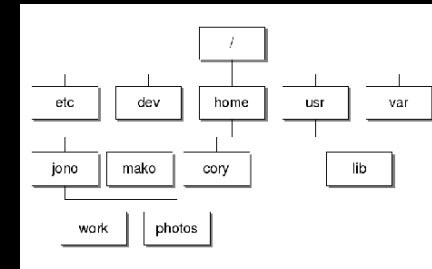 /
etc dev home usr var
jono mako cory lib
work photos